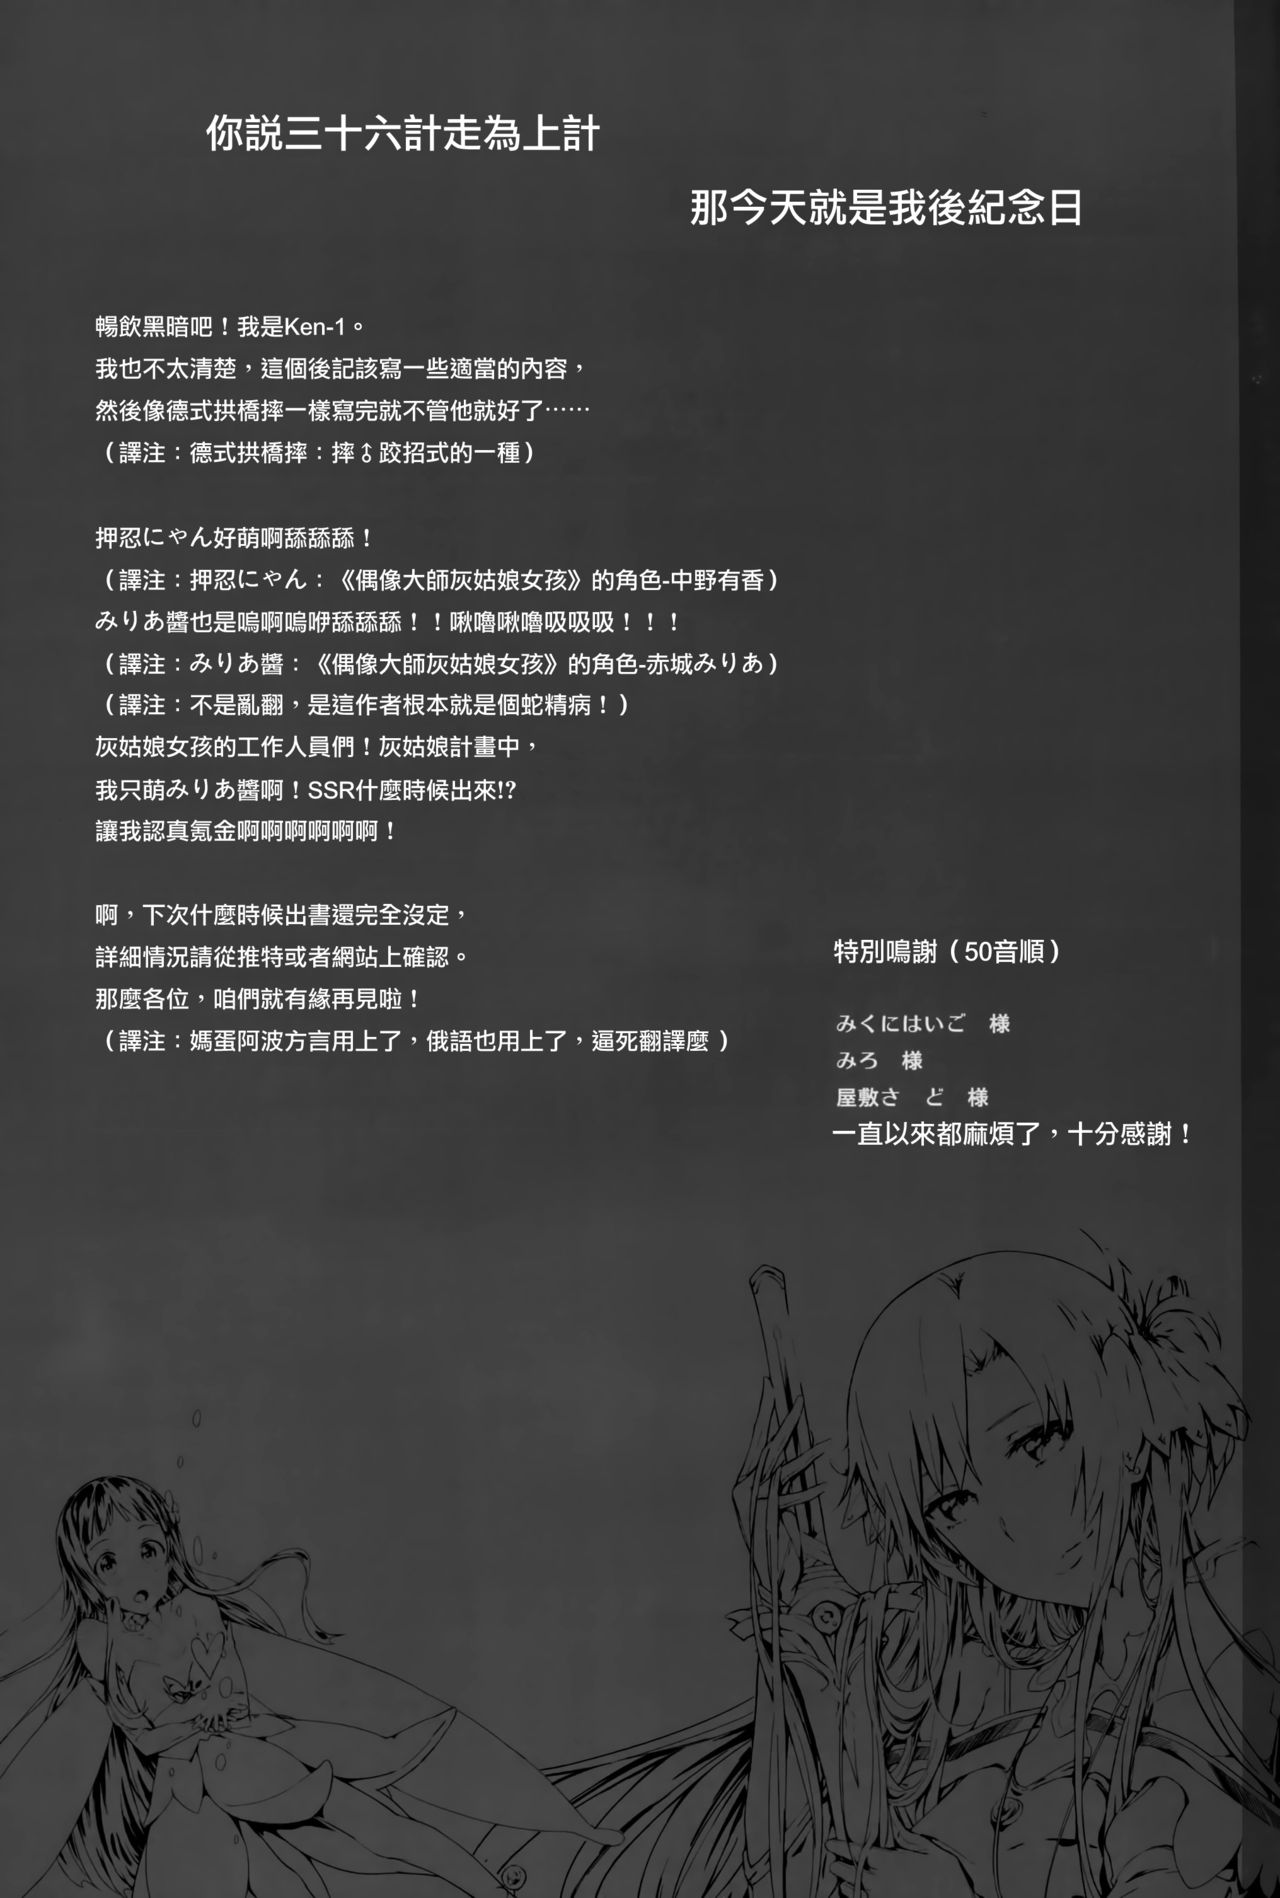 你説三十六計走為上計
那今天就是我後紀念日
暢飲黑暗吧！我是Ken-1。
我也不太清楚，這個後記該寫一些適當的內容，
然後像德式拱橋摔一樣寫完就不管他就好了……
（譯注：德式拱橋摔：摔♂跤招式的一種）
押忍にゃん好萌啊舔舔舔！
（譯注：押忍にゃん：《偶像大師灰姑娘女孩》的角色-中野有香）
みりあ醬也是嗚啊嗚咿舔舔舔！！啾嚕啾嚕吸吸吸！！！
（譯注：みりあ醬：《偶像大師灰姑娘女孩》的角色-赤城みりあ）
（譯注：不是亂翻，是這作者根本就是個蛇精病！）
灰姑娘女孩的工作人員們！灰姑娘計畫中，
我只萌みりあ醬啊！SSR什麼時候出來!?
讓我認真氪金啊啊啊啊啊啊！
啊，下次什麼時候出書還完全沒定，
詳細情況請從推特或者網站上確認。
那麼各位，咱們就有緣再見啦！
（譯注：媽蛋阿波方言用上了，俄語也用上了，逼死翻譯麼 ）
特別鳴謝（50音順）
みくにはいご　様
みろ　様
屋敷さ　ど　様
一直以來都麻煩了，十分感謝！